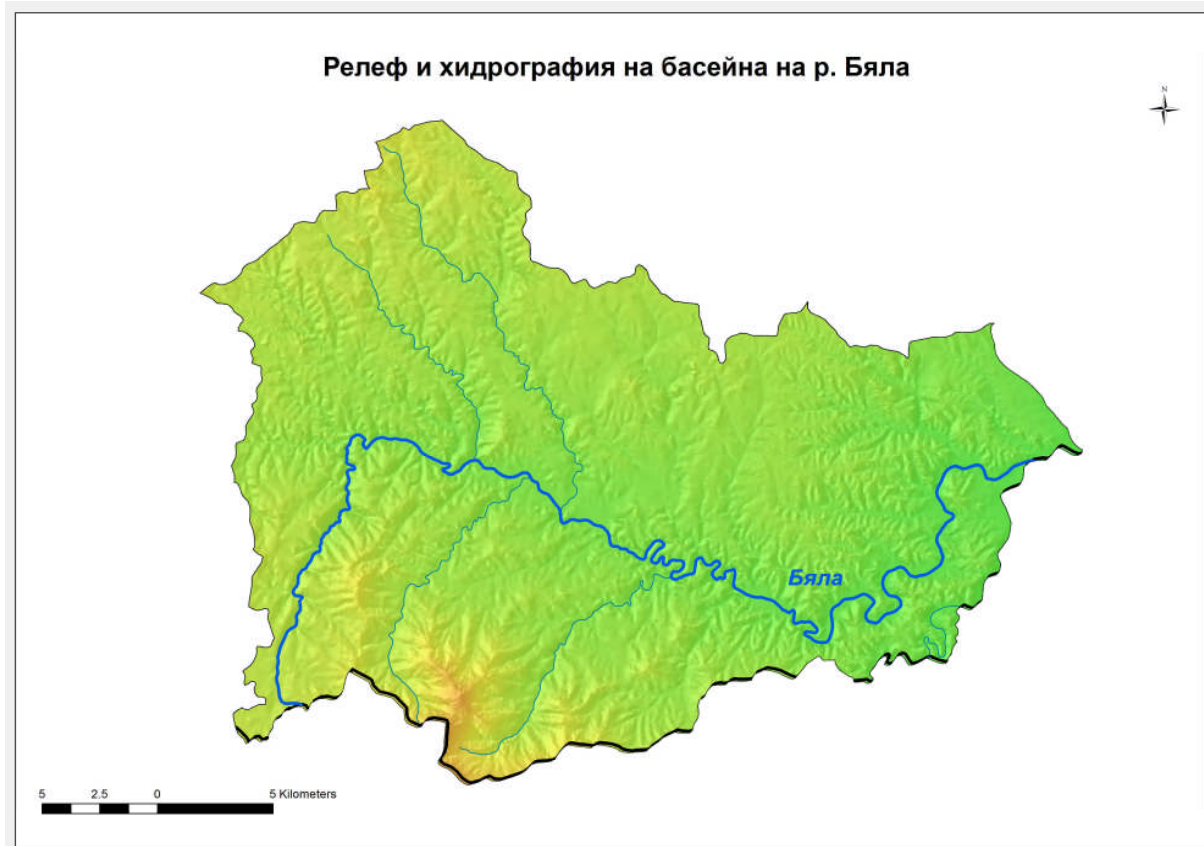 Релеф и хидрография на басейна на р. Бяла
N
Бяла
5 2.5 0 5 Kilometers